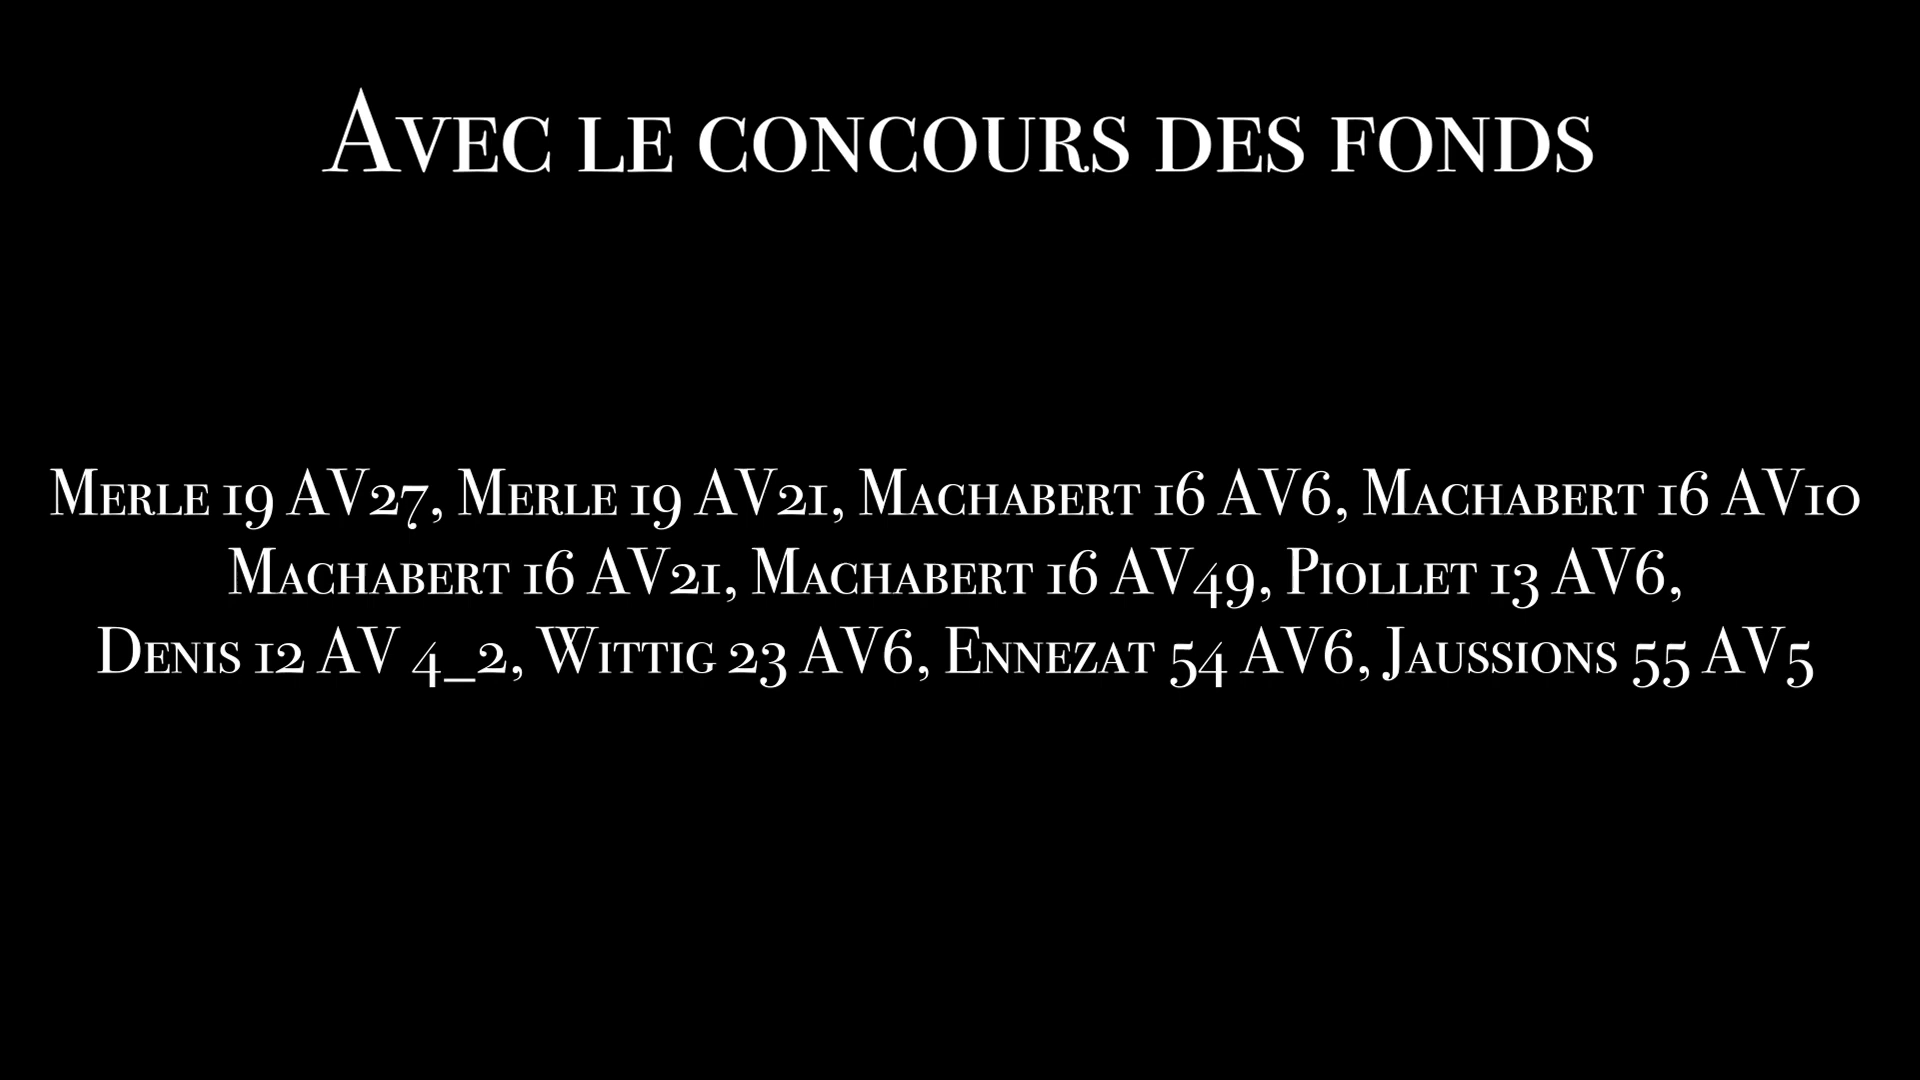 Avec le concours des fonds
Merle 19 AV27, Merle 19 AV21, Machabert 16 AV6, Machabert 16 AV10
Machabert 16 AV21, Machabert 16 AV49, Piollet 13 AV6,
Denis 12 AV 4_2, Wittig 23 AV6, Ennezat 54 AV6, Jaussions 55 AV5